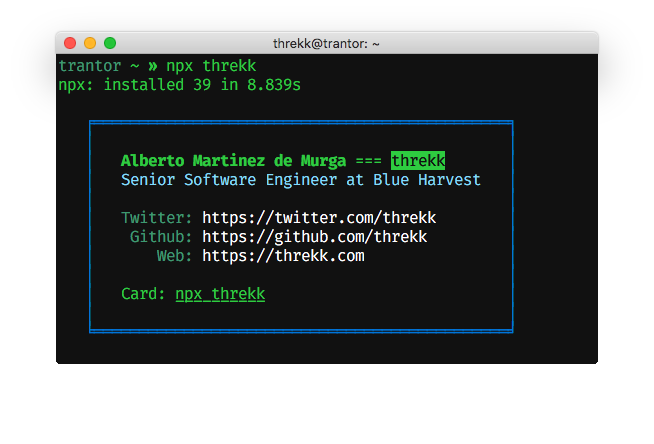 threkk@trantor: ~
trantor ~ » npx threkk
npx: installed 39 in 8.839s
Alberto Martinez de Murga === threkk
Senior Software Engineer at Blue Harvest
Twitter: https://twitter.com/threkk
Github: https://github.com/threkk
Web: https://threkk.com
Card: npx threkk